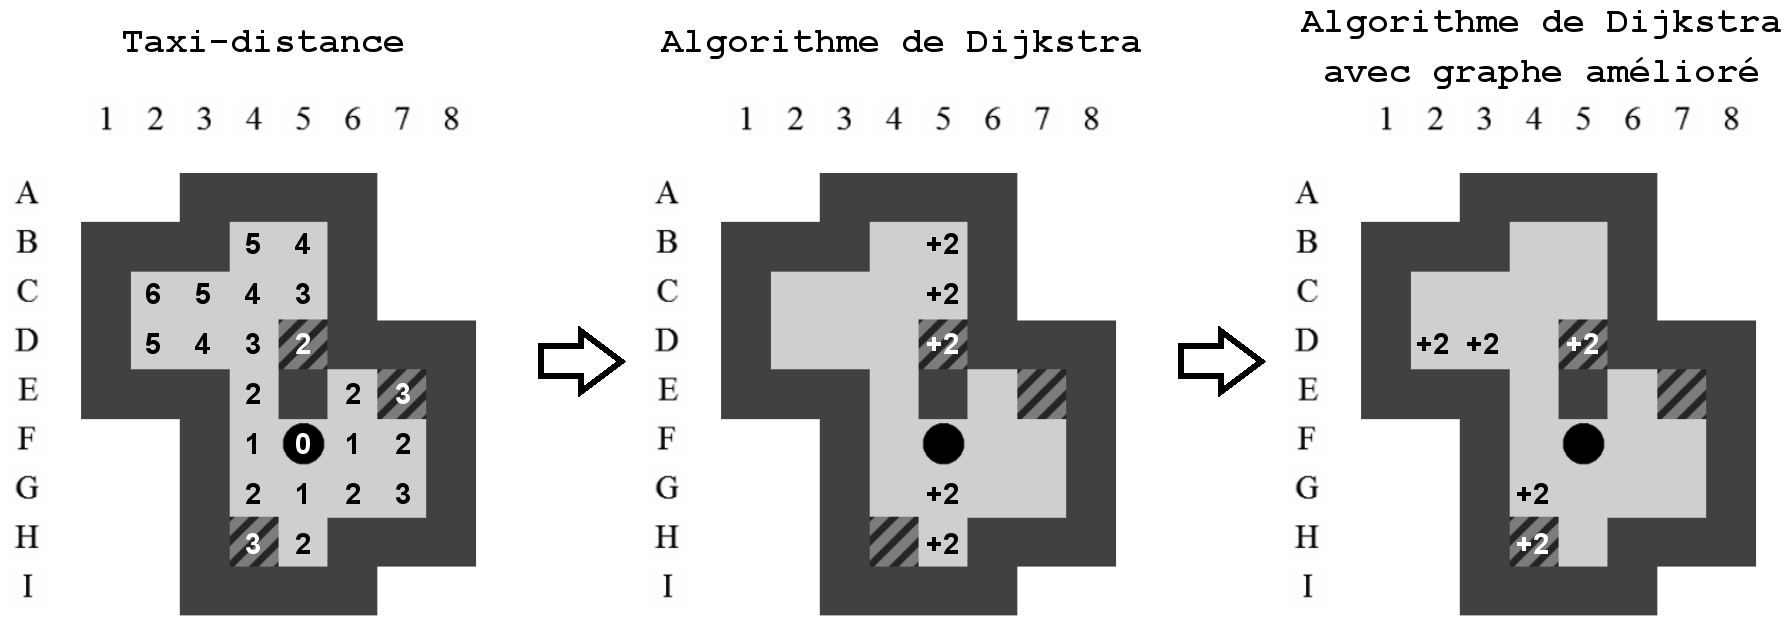 Taxi-distance
Algorithme de Dijkstra
Algorithme de Dijkstra
avec graphe amélioré
1 2 3 4 5 6 7 8
1 2 3 4 5 6 7 8
1 2 3 4 5 6 7 8
A
B 5 4
C 6 5 4 3
D 5 4 3 2
E 2 2 3
F 1 0 1 2
G 2 1 2 3
H 3 2
I
A
B +2
C +2
D +2
E
F
G +2
H +2
I
A
B
C
D +2 +2 +2
E
F
G +2
H +2
I